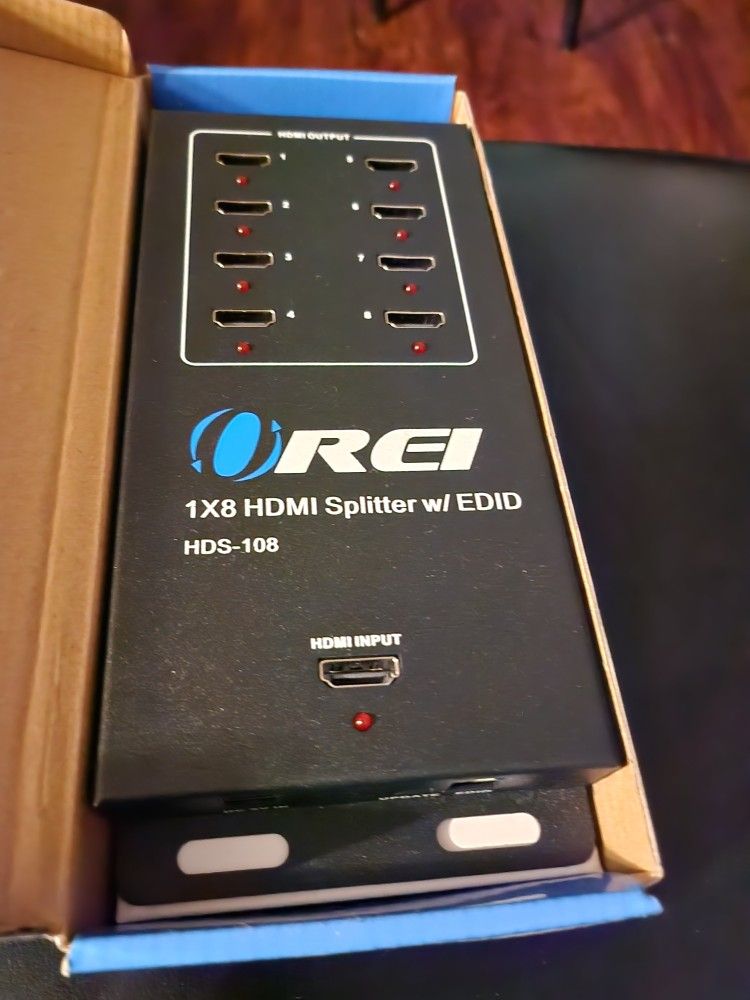 HDMI OUTPUT
1 5
2 6
3 7
4 8
OREI
1X8 HDMI Splitter w/ EDID
HDS-108
HDMI INPUT
UPDATE